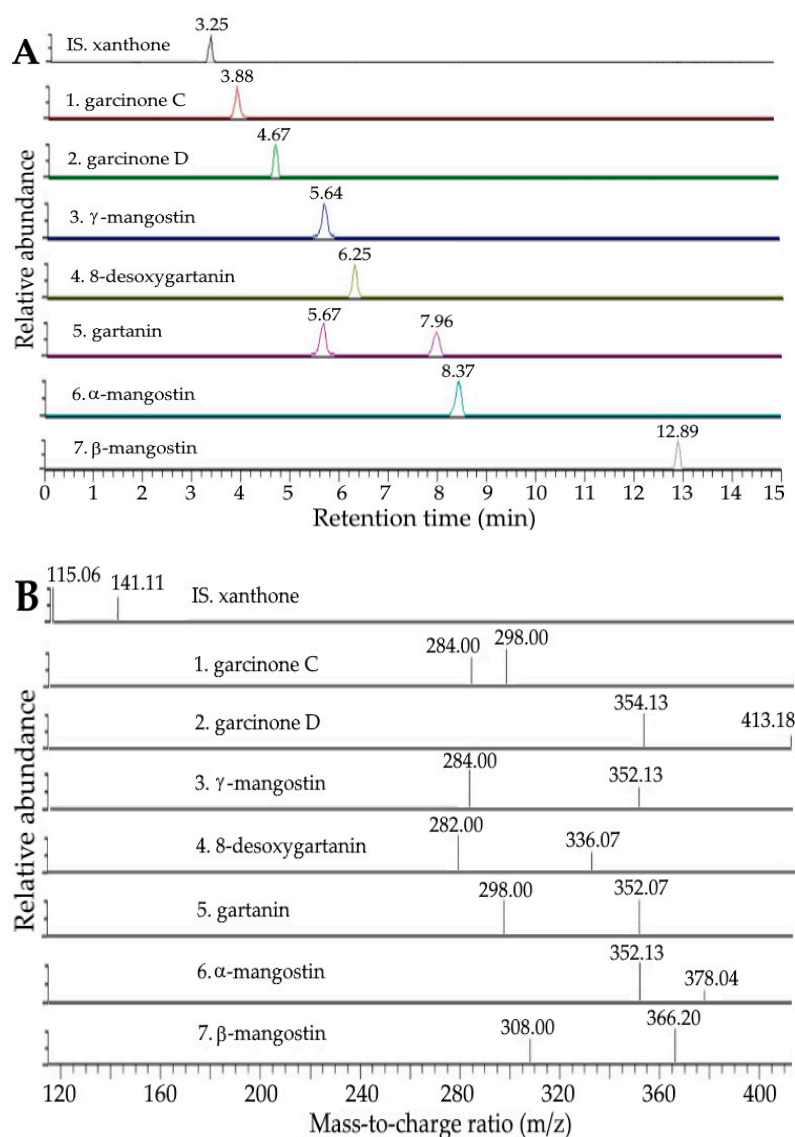 A
Relative abundance
3.25
IS. xanthone
3.88
1. garcinone C
4.67
2. garcinone D
5.64
3. γ-mangostin
6.25
4. 8-desoxygartanin
5.67 7.96
5. gartanin
8.37
6. α-mangostin
12.89
7. β-mangostin
0 1 2 3 4 5 6 7 8 9 10 11 12 13 14 15
Retention time (min)
B
Relative abundance
115.06 141.11
IS. xanthone
284.00 298.00
1. garcinone C
354.13 413.18
2. garcinone D
284.00 352.13
3. γ-mangostin
282.00 336.07
4. 8-desoxygartanin
298.00 352.07
5. gartanin
352.13 378.04
6. α-mangostin
308.00 366.20
7. β-mangostin
120 160 200 240 280 320 360 400
Mass-to-charge ratio (m/z)